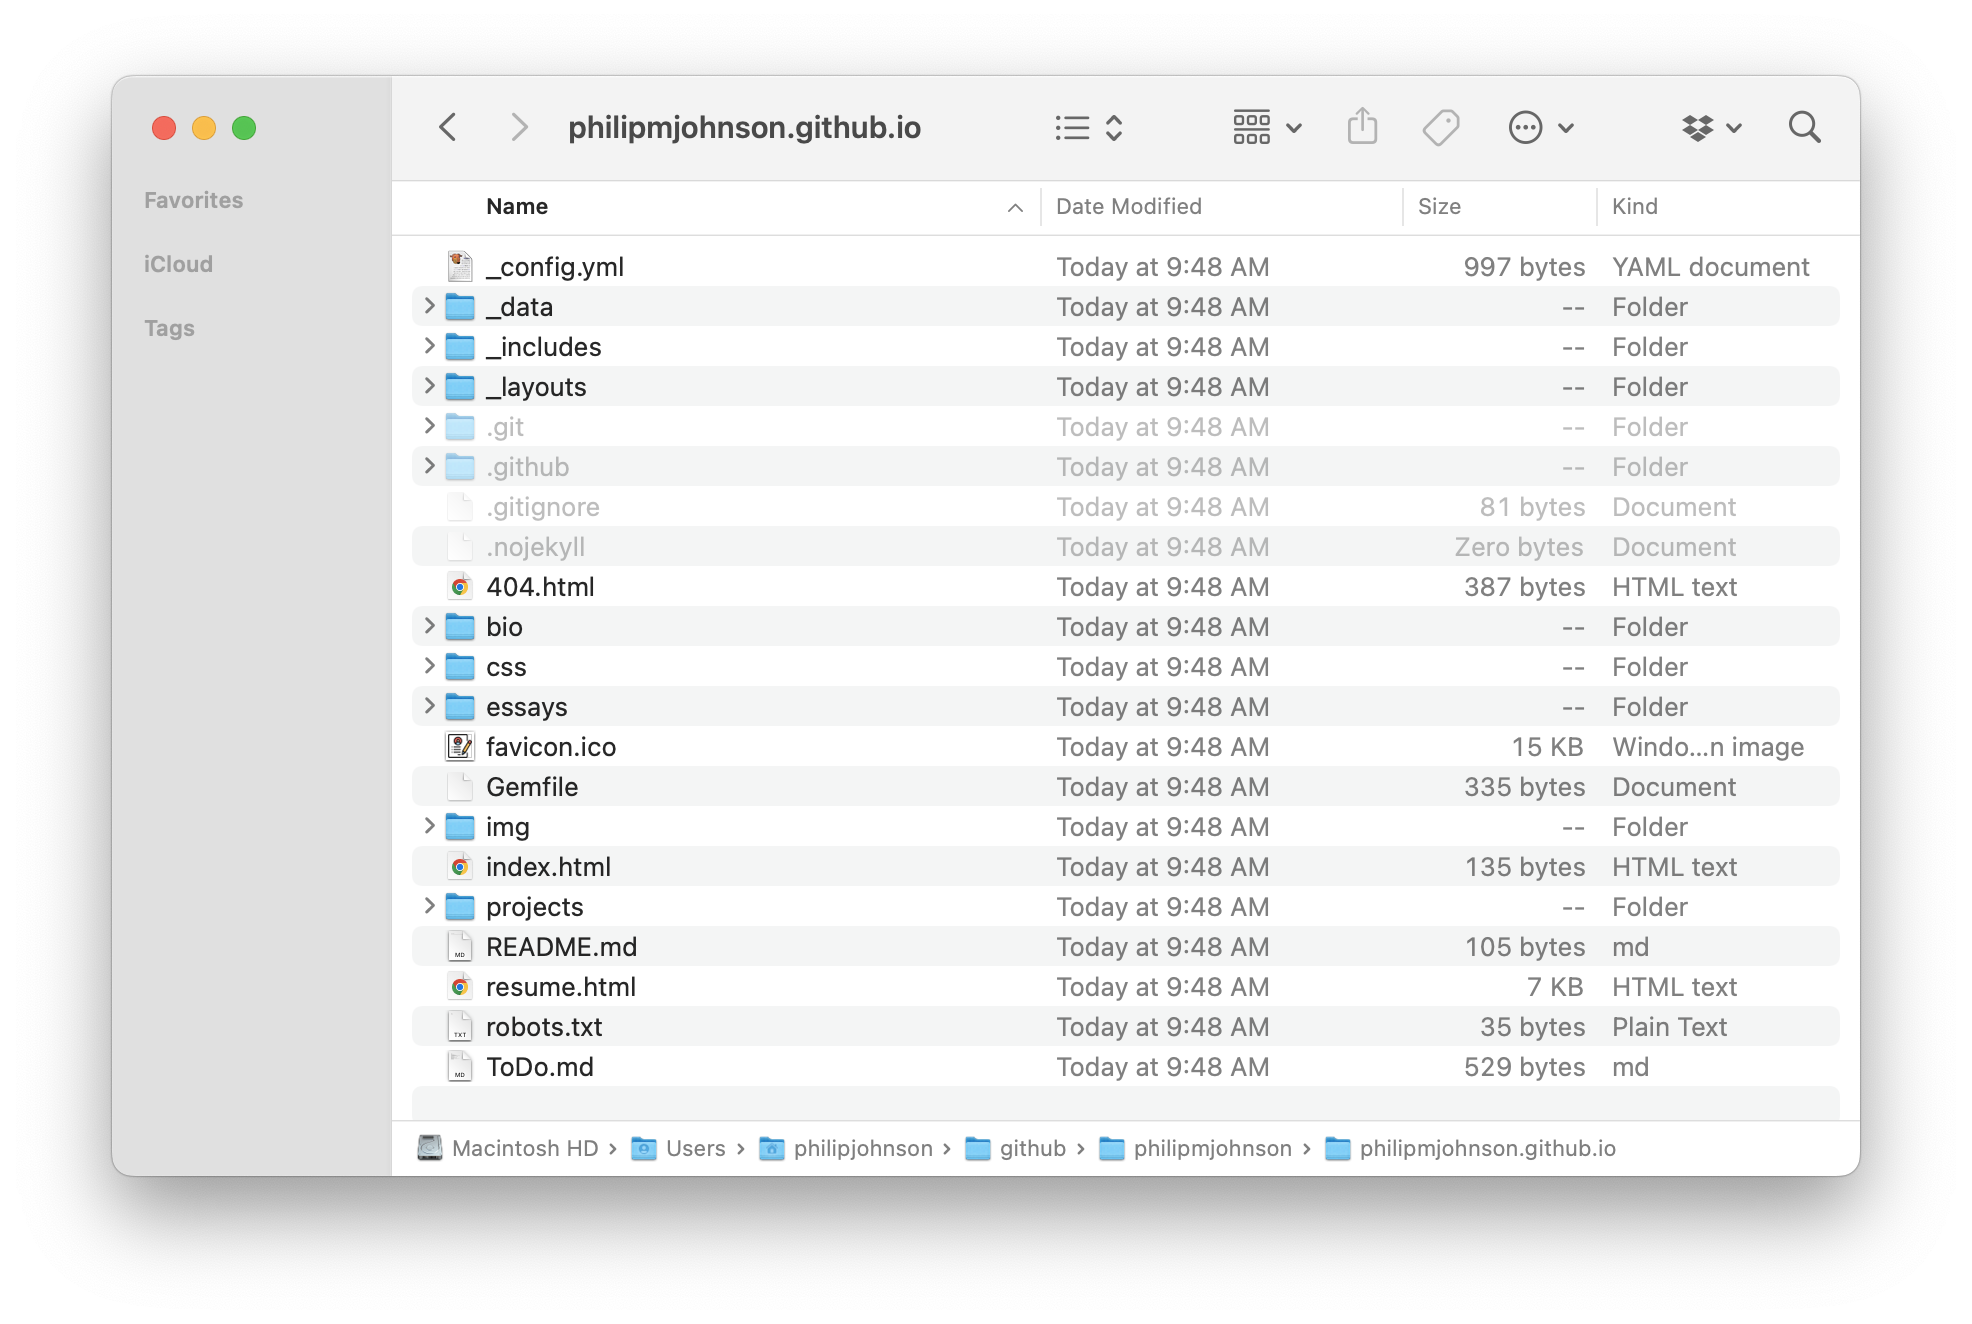 philipmjohnson.github.io
Favorites
iCloud
Tags
Name Date Modified Size Kind
_config.yml Today at 9:48 AM 997 bytes YAML document
_data Today at 9:48 AM -- Folder
_includes Today at 9:48 AM -- Folder
_layouts Today at 9:48 AM -- Folder
.git Today at 9:48 AM -- Folder
.github Today at 9:48 AM -- Folder
.gitignore Today at 9:48 AM 81 bytes Document
.nojekyll Today at 9:48 AM Zero bytes Document
404.html Today at 9:48 AM 387 bytes HTML text
bio Today at 9:48 AM -- Folder
css Today at 9:48 AM -- Folder
essays Today at 9:48 AM -- Folder
favicon.ico Today at 9:48 AM 15 KB Windo...n image
Gemfile Today at 9:48 AM 335 bytes Document
img Today at 9:48 AM -- Folder
index.html Today at 9:48 AM 135 bytes HTML text
projects Today at 9:48 AM -- Folder
MD README.md Today at 9:48 AM 105 bytes md
resume.html Today at 9:48 AM 7 KB HTML text
TXT robots.txt Today at 9:48 AM 35 bytes Plain Text
MD ToDo.md Today at 9:48 AM 529 bytes md
Macintosh HD › Users › philipjohnson › github › philipmjohnson › philipmjohnson.github.io